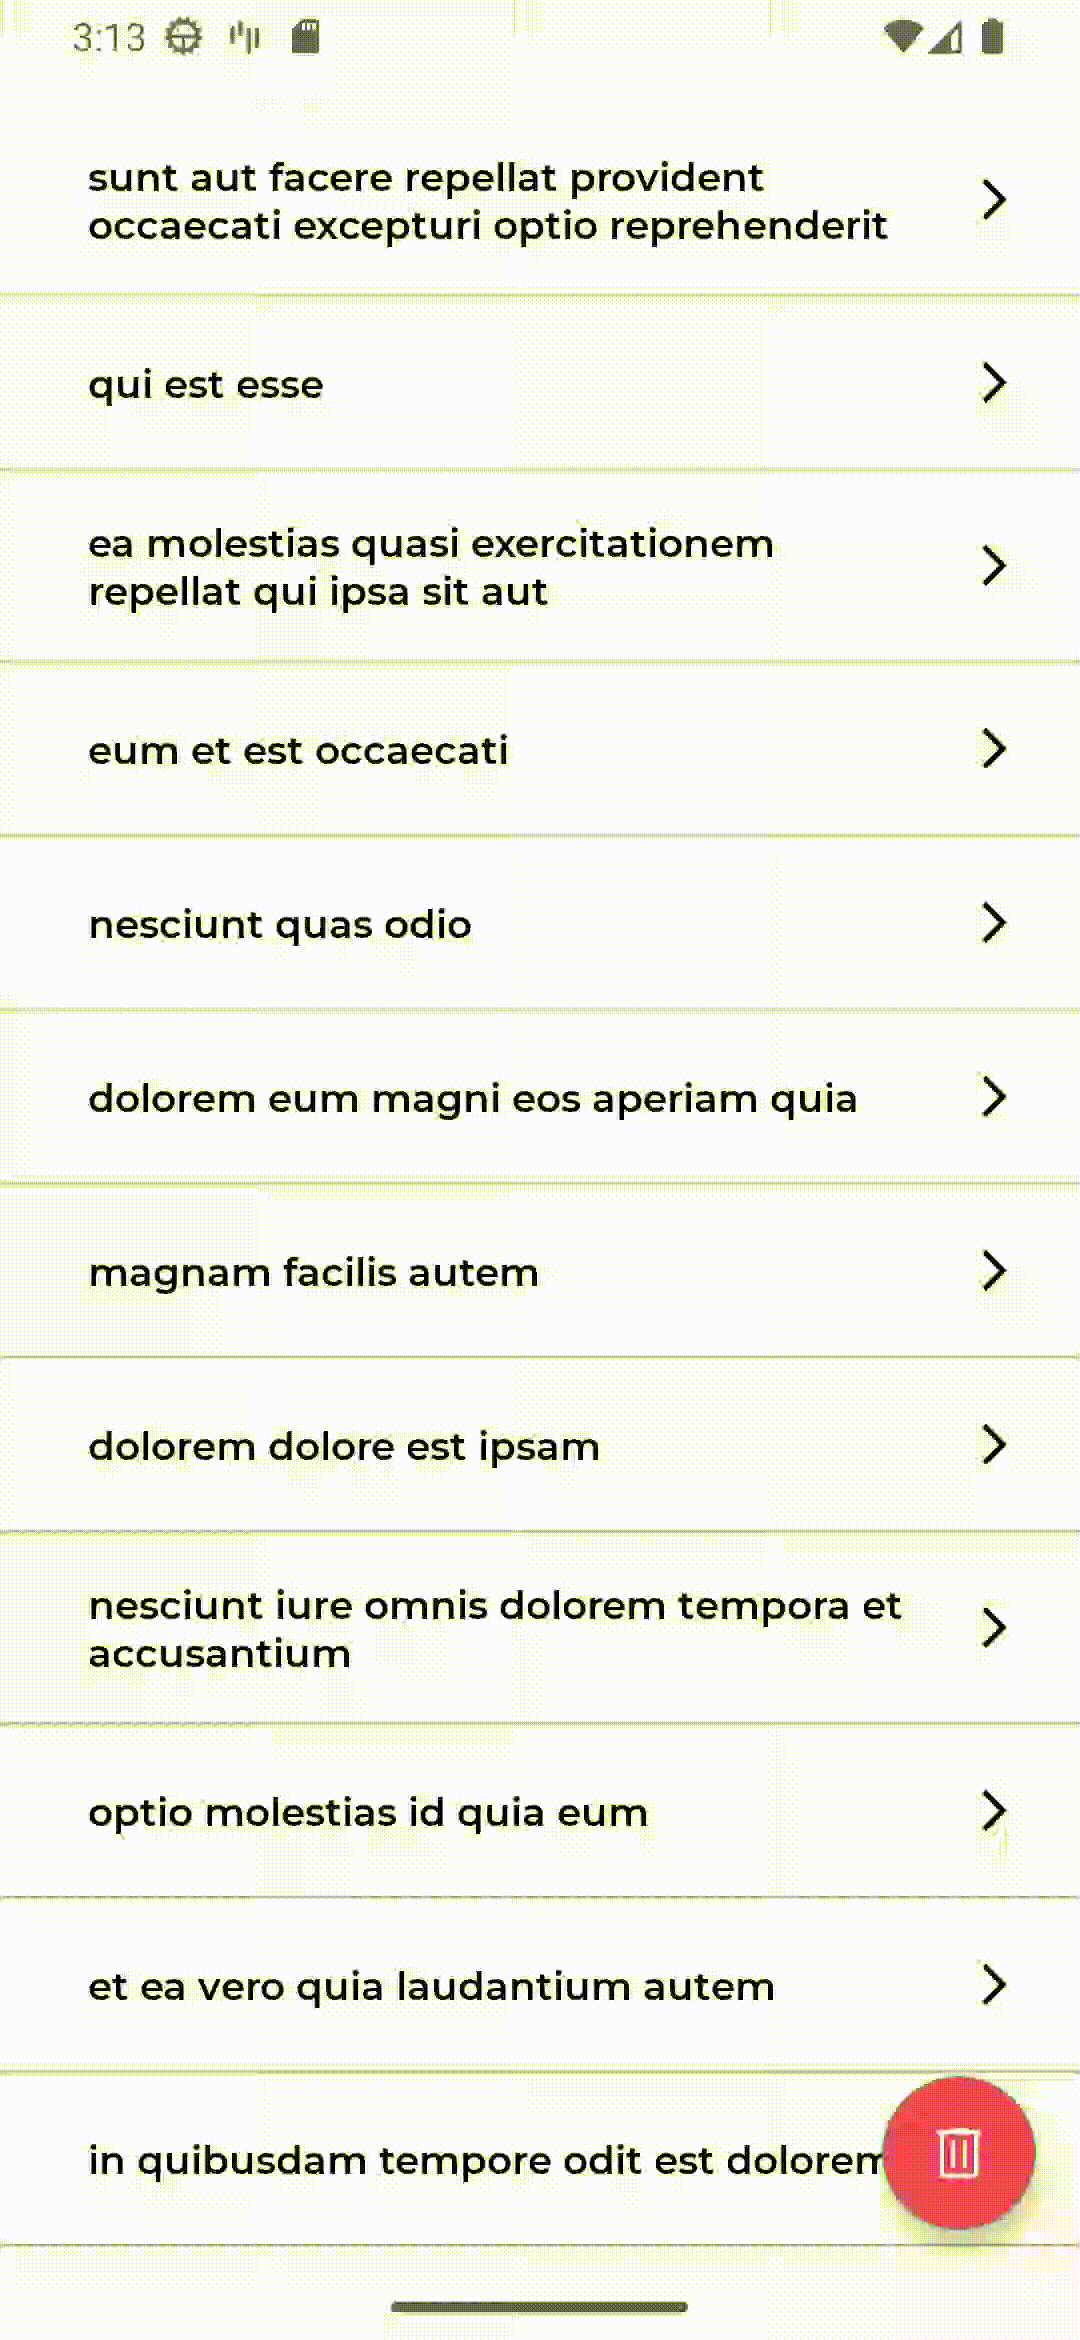 3:13
sunt aut facere repellat provident
occaecati excepturi optio reprehenderit
qui est esse
ea molestias quasi exercitationem
repellat qui ipsa sit aut
eum et est occaecati
nesciunt quas odio
dolorem eum magni eos aperiam quia
magnam facilis autem
dolorem dolore est ipsam
nesciunt iure omnis dolorem tempora et
accusantium
optio molestias id quia eum
et ea vero quia laudantium autem
in quibusdam tempore odit est dolorem